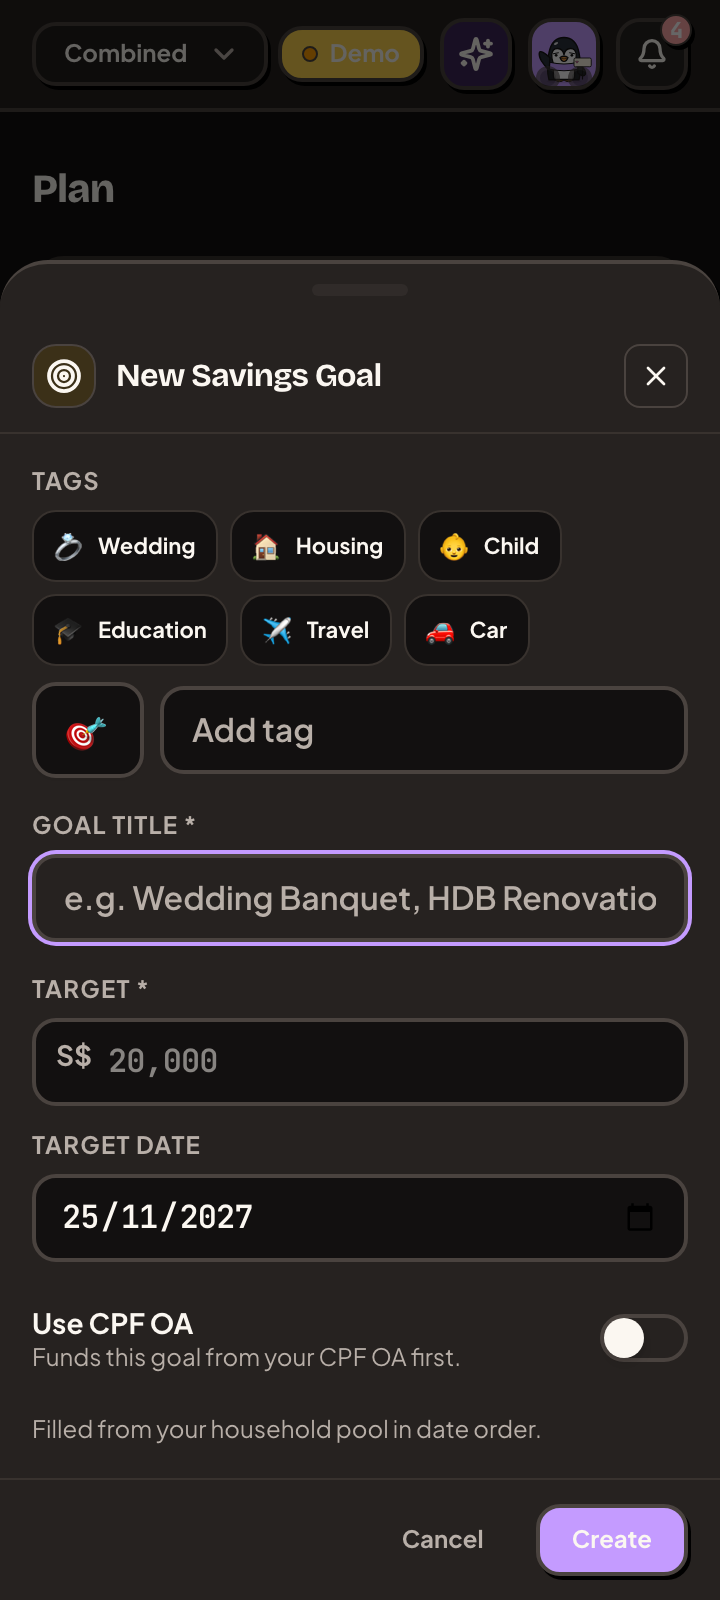 Combined
Demo
4
Plan
New Savings Goal
TAGS
💍 Wedding
🏠 Housing
👶 Child
🎓 Education
✈️ Travel
🚗 Car
🎯 Add tag
GOAL TITLE *
e.g. Wedding Banquet, HDB Renovatio
TARGET *
S$ 20,000
TARGET DATE
25/11/2027
Use CPF OA
Funds this goal from your CPF OA first.
Filled from your household pool in date order.
Cancel
Create